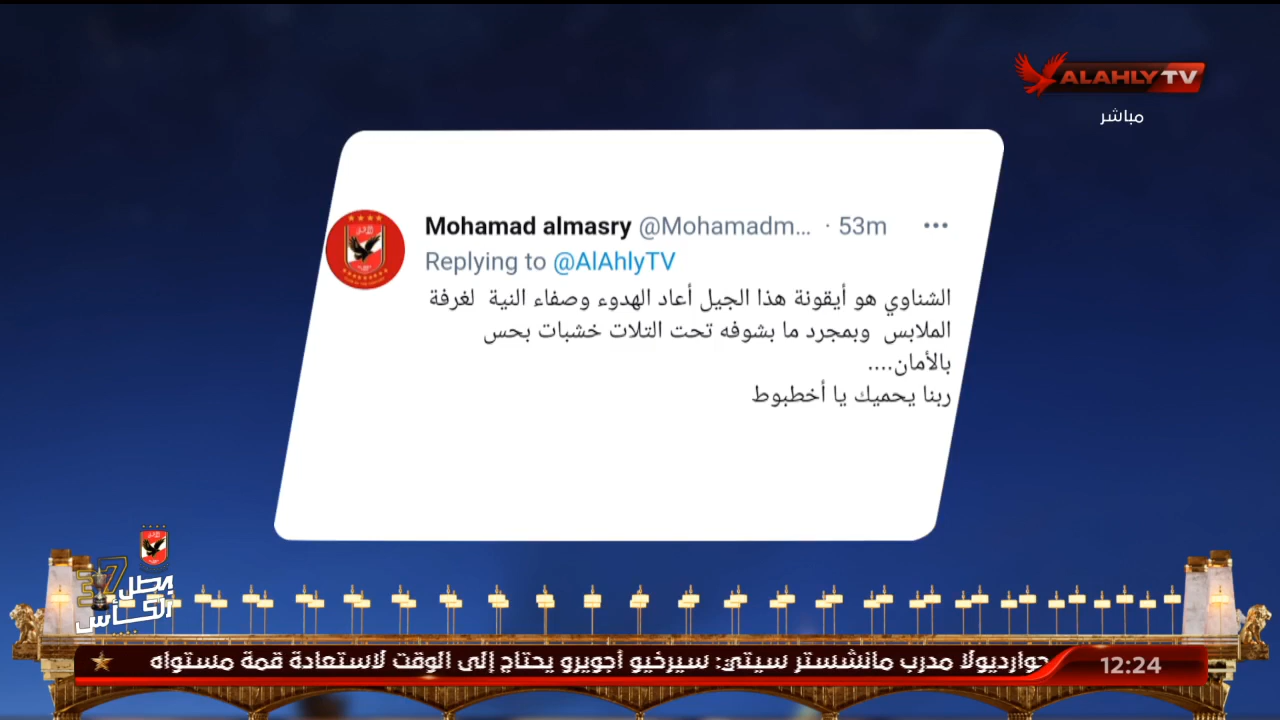 ALAHLY TV
مباشر
Mohamad almasry @Mohamadm... · 53m
Replying to @AlAhlyTV
الشناوي هو أيقونة هذا الجيل أعاد الهدوء وصفاء النية لغرفة
الملابس وبمجرد ما بشوفه تحت التلات خشبات بحس
بالأمان....
ربنا يحميك يا أخطبوط
37
بطل
الكأس
جوارديولا مدرب مانشستر سيتي: سيرخيو أجويرو يحتاج إلى الوقت لاستعادة قمة مستواه
12:24